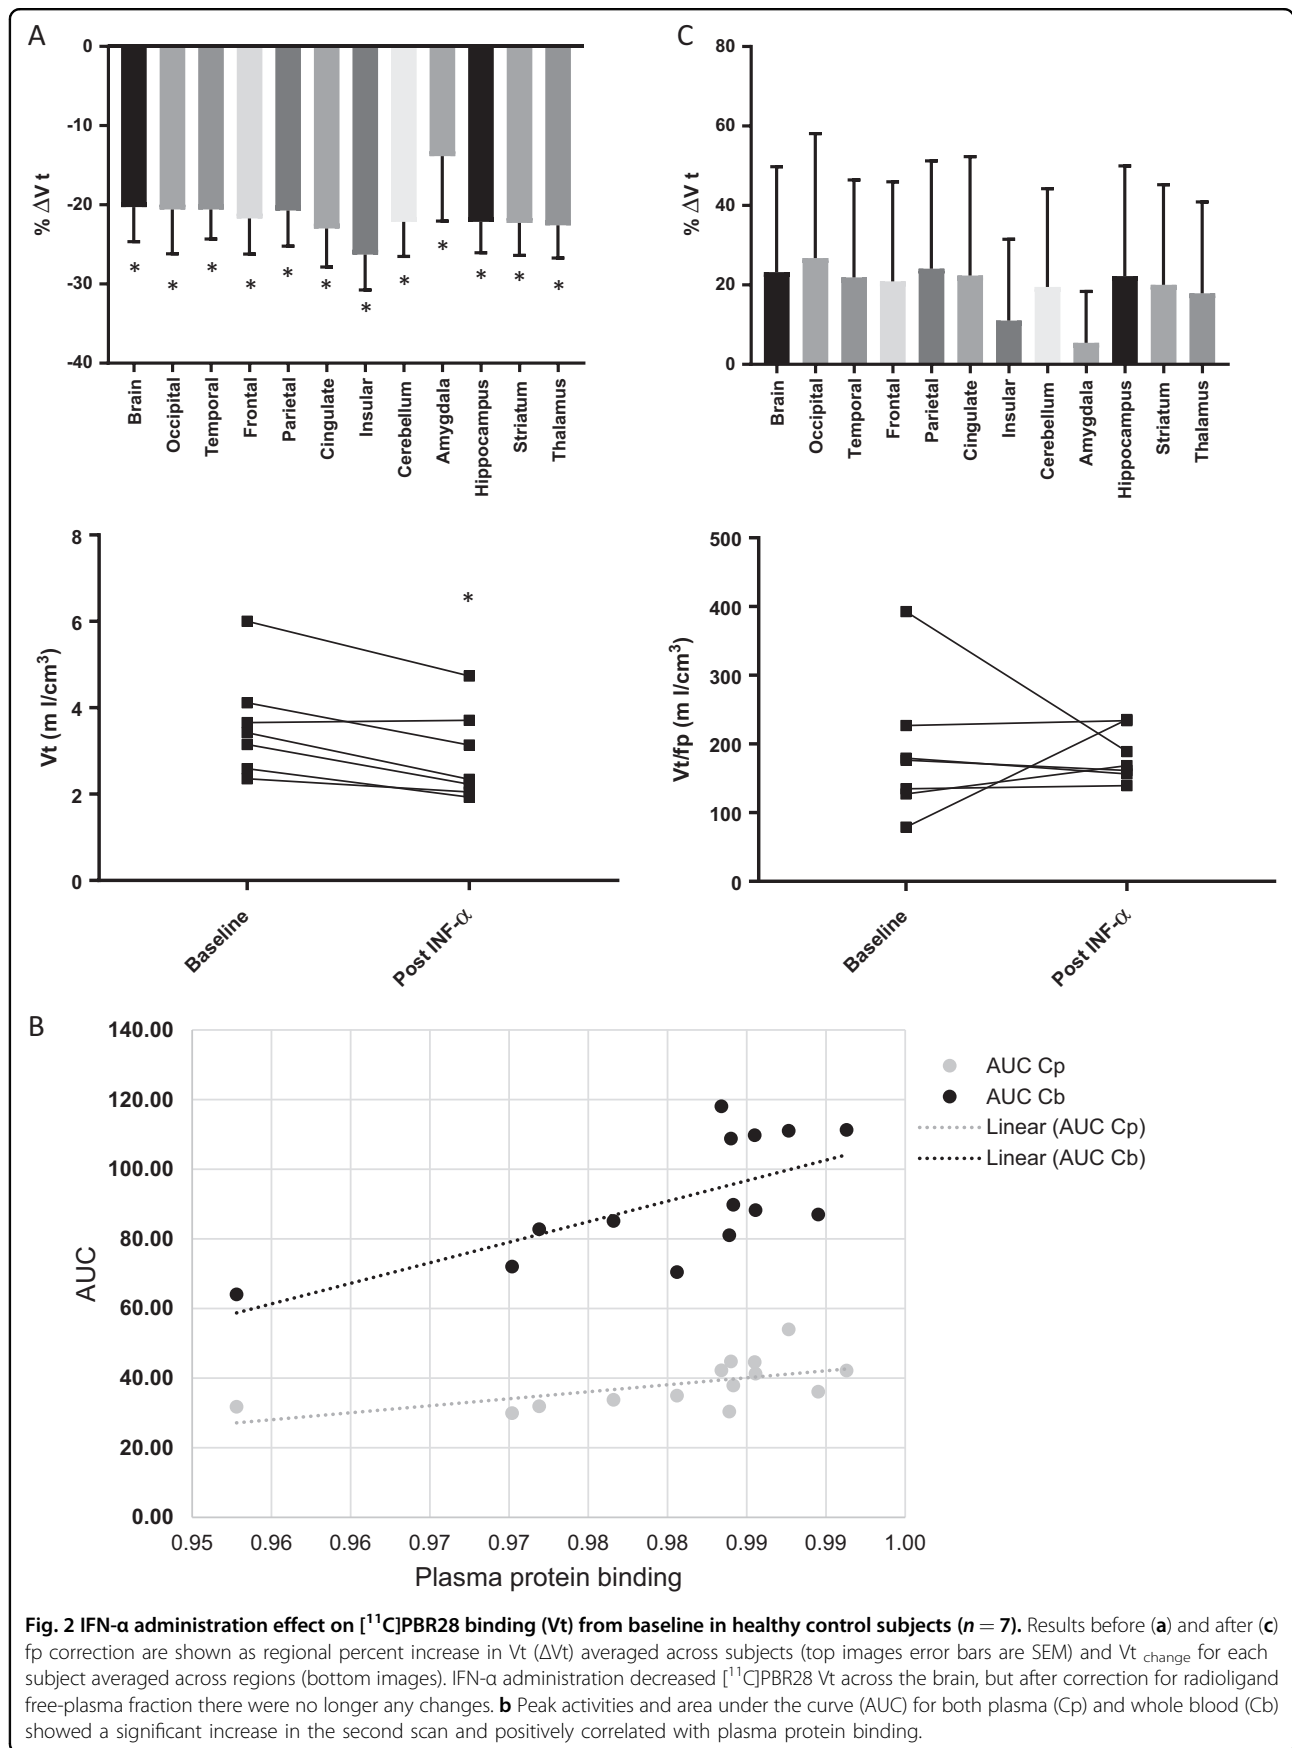 A
0
-10
-20
-30
-40
% ΔV t
* * * * * * * * * * * *
Brain
Occipital
Temporal
Frontal
Parietal
Cingulate
Insular
Cerebellum
Amygdala
Hippocampus
Striatum
Thalamus
C
80
60
40
20
0
% ΔV t
Brain
Occipital
Temporal
Frontal
Parietal
Cingulate
Insular
Cerebellum
Amygdala
Hippocampus
Striatum
Thalamus
8
6
4
2
0
Vt (m l/cm³)
*
Baseline
Post INF-α
500
400
300
200
100
0
Vt/fp (m l/cm³)
Baseline
Post INF-α
B
140.00
120.00
100.00
80.00
60.00
40.00
20.00
0.00
AUC
0.95 0.96 0.96 0.97 0.97 0.98 0.98 0.99 0.99 1.00
Plasma protein binding
AUC Cp
AUC Cb
Linear (AUC Cp)
Linear (AUC Cb)
Fig. 2 IFN-α administration effect on [¹¹C]PBR28 binding (Vt) from baseline in healthy control subjects (n = 7). Results before (a) and after (c)
fp correction are shown as regional percent increase in Vt (ΔVt) averaged across subjects (top images error bars are SEM) and Vt change for each
subject averaged across regions (bottom images). IFN-α administration decreased [¹¹C]PBR28 Vt across the brain, but after correction for radioligand
free-plasma fraction there were no longer any changes. b Peak activities and area under the curve (AUC) for both plasma (Cp) and whole blood (Cb)
showed a significant increase in the second scan and positively correlated with plasma protein binding.